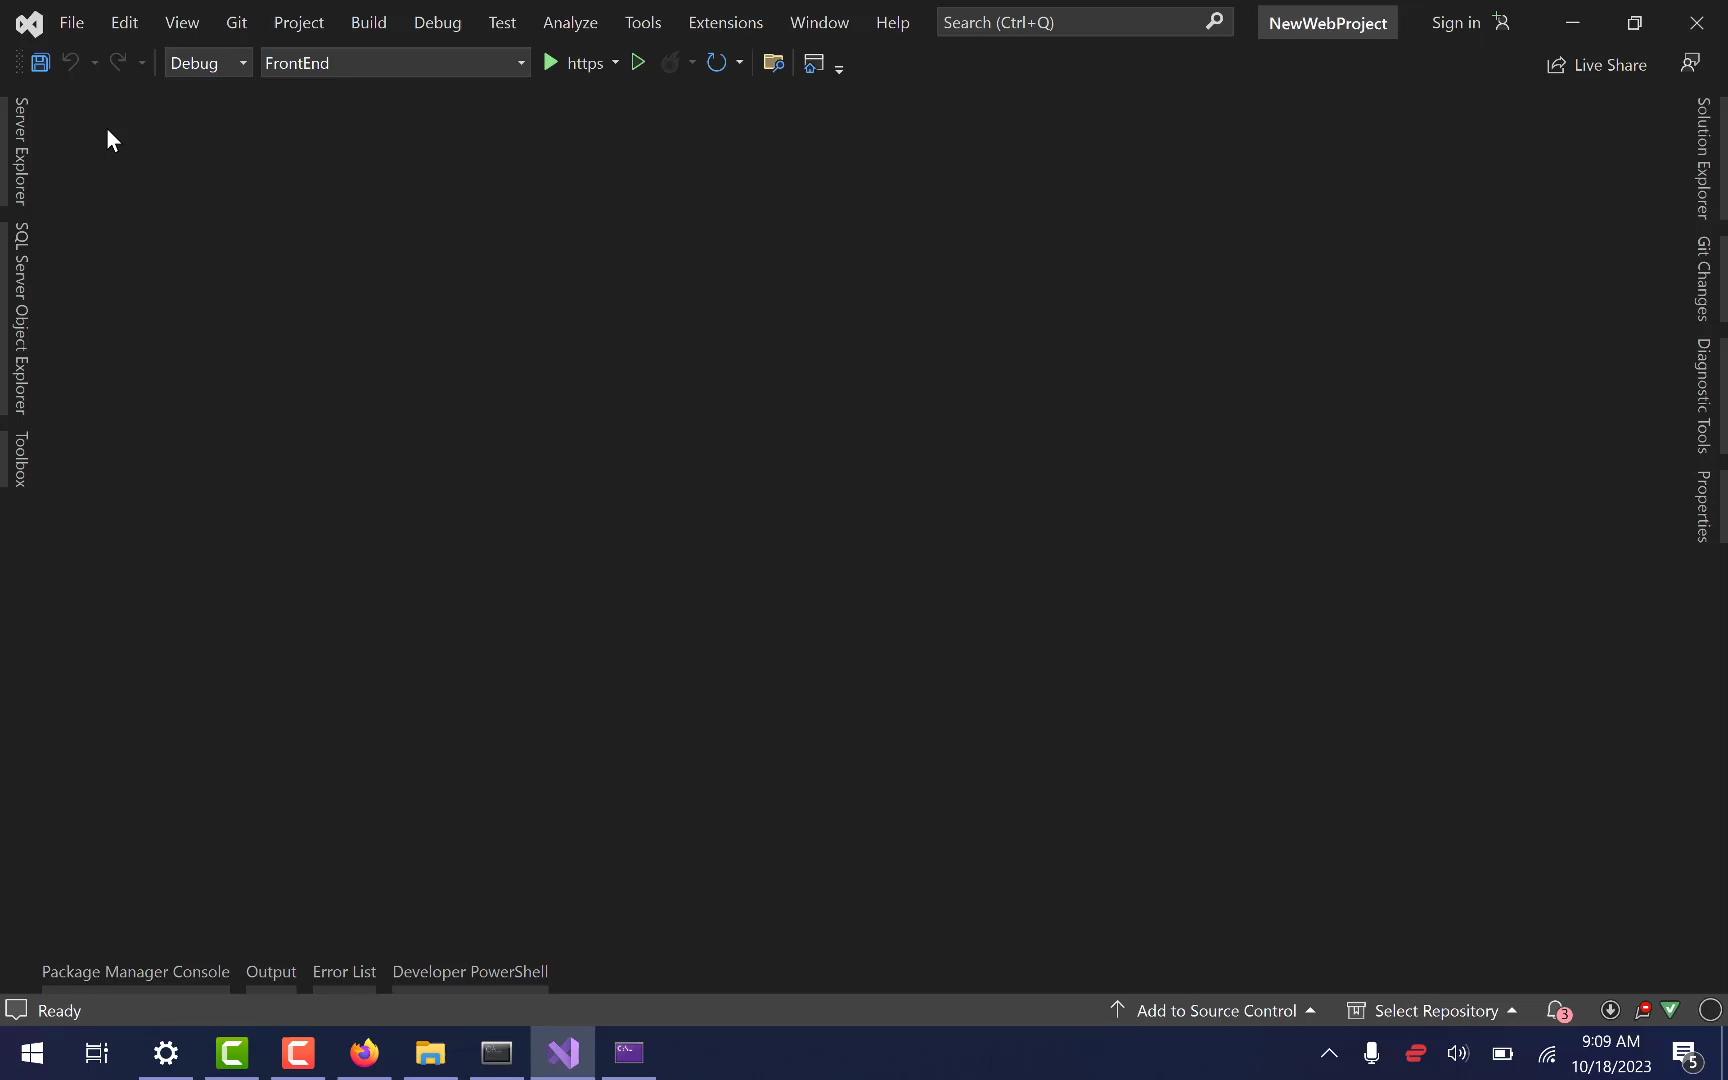 File Edit View Git Project Build Debug Test Analyze Tools Extensions Window Help Search (Ctrl+Q) NewWebProject Sign in
Debug FrontEnd https Live Share
Server Explorer
SQL Server Object Explorer
Toolbox
Solution Explorer
Git Changes
Diagnostic Tools
Properties
Package Manager Console Output Error List Developer PowerShell
Ready Add to Source Control Select Repository 3
9:09 AM
10/18/2023 5